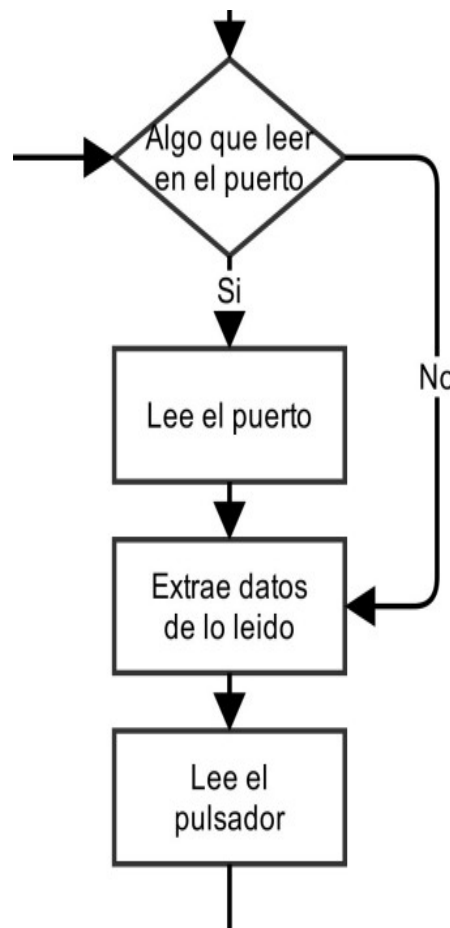 Algo que leer
en el puerto
Si
No
Lee el puerto
Extrae datos
de lo leido
Lee el
pulsador